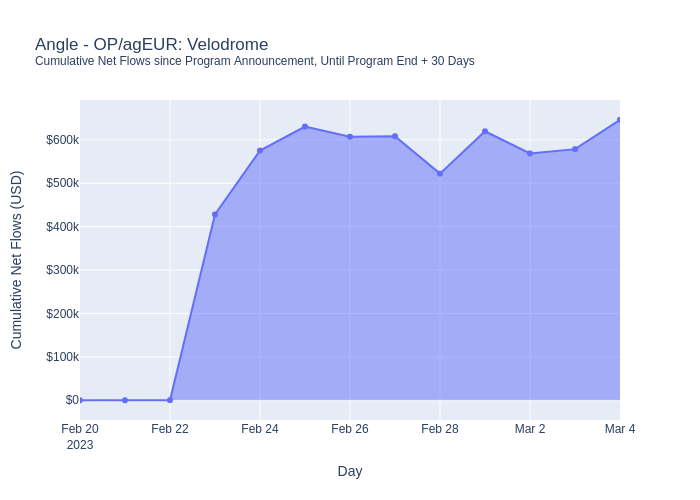 Angle - OP/agEUR: Velodrome
Cumulative Net Flows since Program Announcement, Until Program End + 30 Days
Cumulative Net Flows (USD)
$600k
$500k
$400k
$300k
$200k
$100k
$0
Feb 20 Feb 22 Feb 24 Feb 26 Feb 28 Mar 2 Mar 4
2023
Day